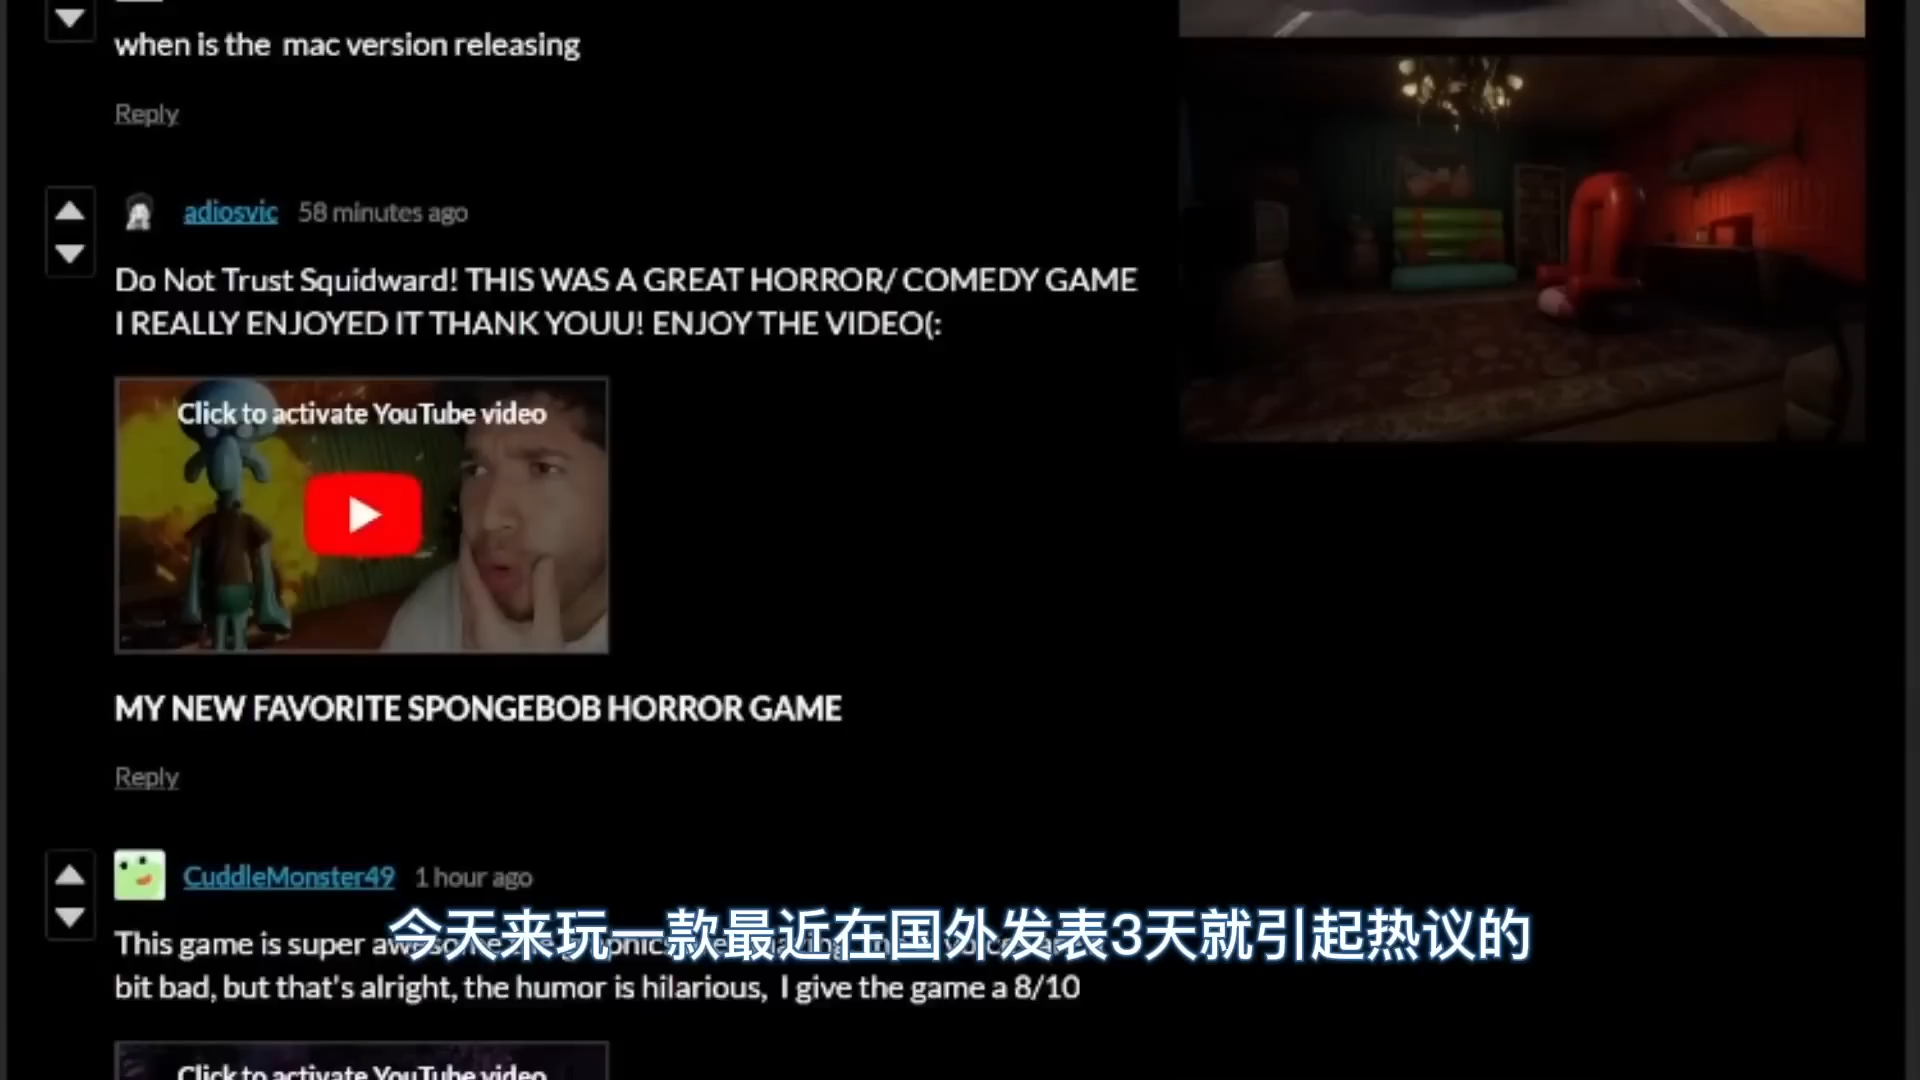 when is the mac version releasing
Reply
adiosvic 58 minutes ago
Do Not Trust Squidward! THIS WAS A GREAT HORROR/ COMEDY GAME
I REALLY ENJOYED IT THANK YOUU! ENJOY THE VIDEO(:
Click to activate YouTube video
MY NEW FAVORITE SPONGEBOB HORROR GAME
Reply
CuddleMonster49 1 hour ago
This game is super
今天来玩一款最近在国外发表3天就引起热议的
bit bad, but that's alright, the humor is hilarious, I give the game a 8/10
Click to activate YouTube video